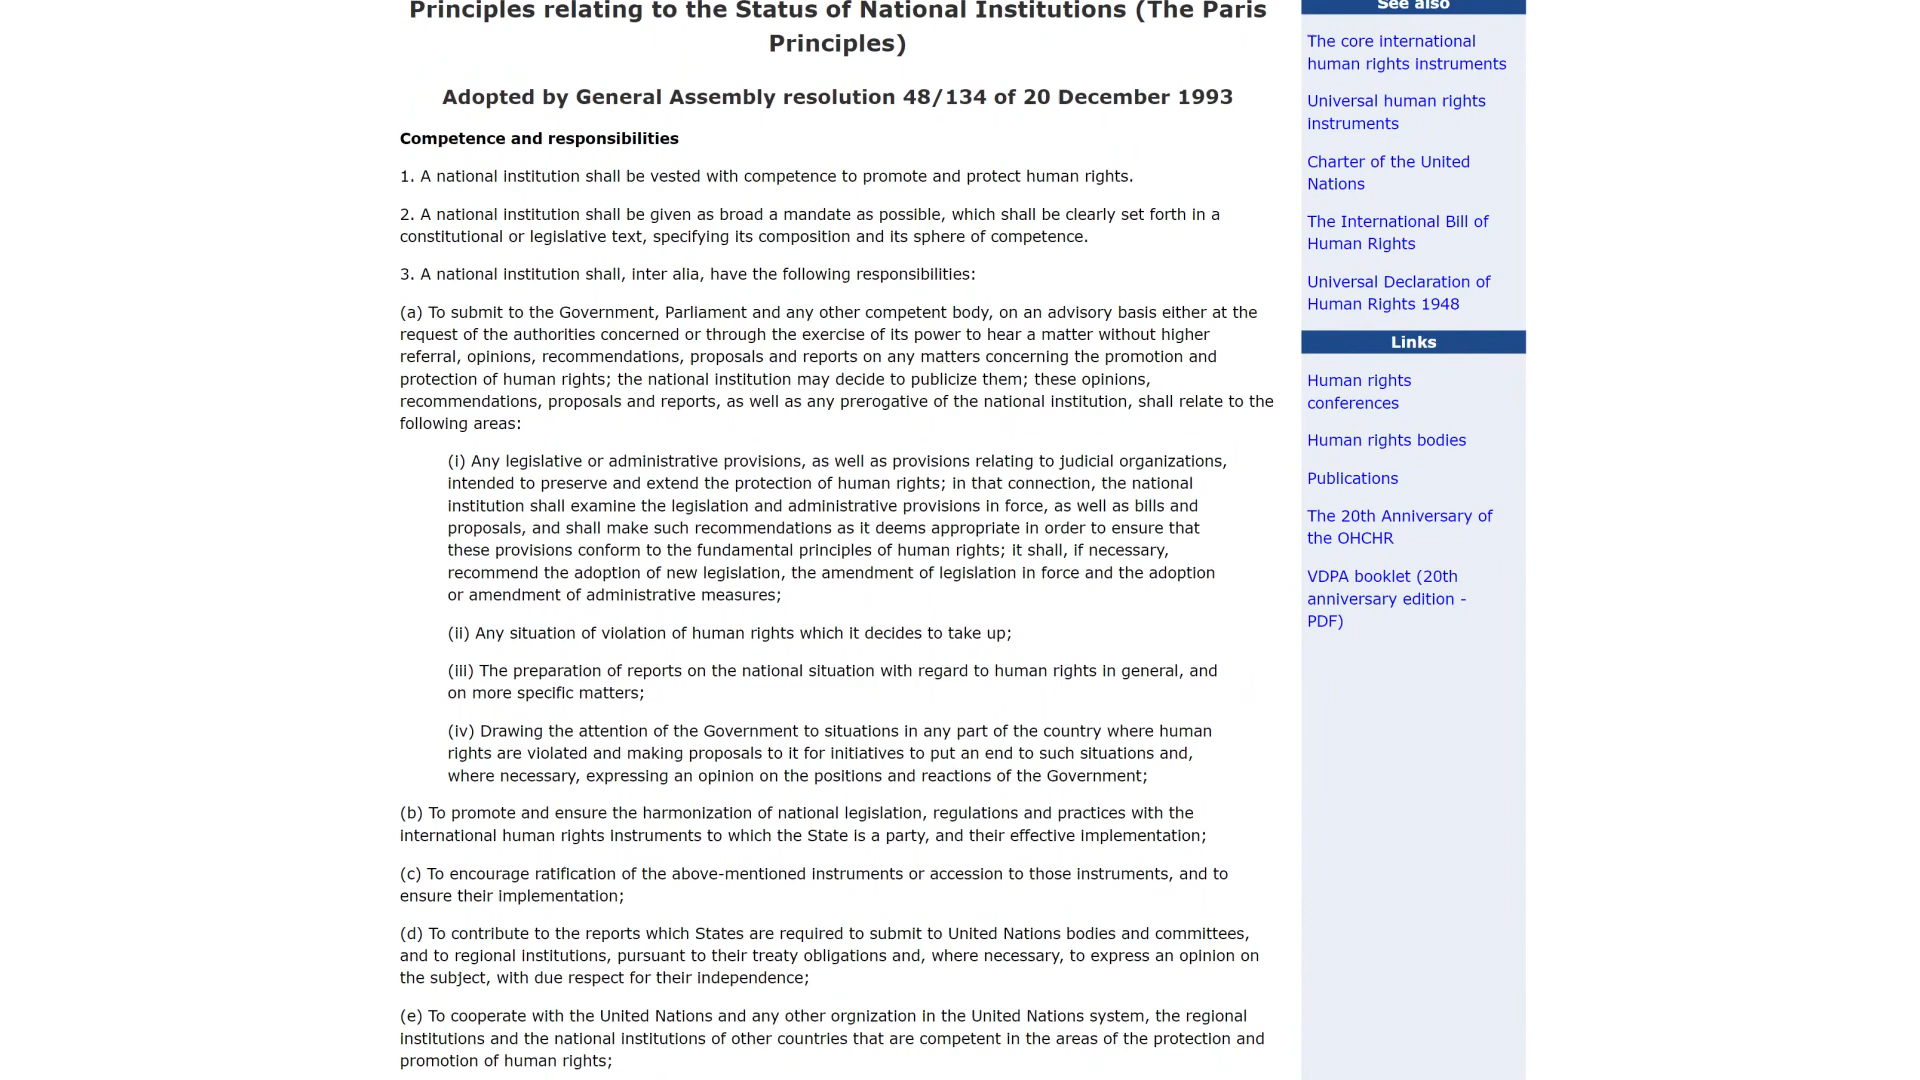 Principles relating to the Status of National Institutions (The Paris
Principles)
Adopted by General Assembly resolution 48/134 of 20 December 1993
Competence and responsibilities
1. A national institution shall be vested with competence to promote and protect human rights.
2. A national institution shall be given as broad a mandate as possible, which shall be clearly set forth in a
constitutional or legislative text, specifying its composition and its sphere of competence.
3. A national institution shall, inter alia, have the following responsibilities:
(a) To submit to the Government, Parliament and any other competent body, on an advisory basis either at the
request of the authorities concerned or through the exercise of its power to hear a matter without higher
referral, opinions, recommendations, proposals and reports on any matters concerning the promotion and
protection of human rights; the national institution may decide to publicize them; these opinions,
recommendations, proposals and reports, as well as any prerogative of the national institution, shall relate to the
following areas:
(i) Any legislative or administrative provisions, as well as provisions relating to judicial organizations,
intended to preserve and extend the protection of human rights; in that connection, the national
institution shall examine the legislation and administrative provisions in force, as well as bills and
proposals, and shall make such recommendations as it deems appropriate in order to ensure that
these provisions conform to the fundamental principles of human rights; it shall, if necessary,
recommend the adoption of new legislation, the amendment of legislation in force and the adoption
or amendment of administrative measures;
(ii) Any situation of violation of human rights which it decides to take up;
(iii) The preparation of reports on the national situation with regard to human rights in general, and
on more specific matters;
(iv) Drawing the attention of the Government to situations in any part of the country where human
rights are violated and making proposals to it for initiatives to put an end to such situations and,
where necessary, expressing an opinion on the positions and reactions of the Government;
(b) To promote and ensure the harmonization of national legislation, regulations and practices with the
international human rights instruments to which the State is a party, and their effective implementation;
(c) To encourage ratification of the above-mentioned instruments or accession to those instruments, and to
ensure their implementation;
(d) To contribute to the reports which States are required to submit to United Nations bodies and committees,
and to regional institutions, pursuant to their treaty obligations and, where necessary, to express an opinion on
the subject, with due respect for their independence;
(e) To cooperate with the United Nations and any other orgnization in the United Nations system, the regional
institutions and the national institutions of other countries that are competent in the areas of the protection and
promotion of human rights;
See also
The core international
human rights instruments
Universal human rights
instruments
Charter of the United
Nations
The International Bill of
Human Rights
Universal Declaration of
Human Rights 1948
Links
Human rights
conferences
Human rights bodies
Publications
The 20th Anniversary of
the OHCHR
VDPA booklet (20th
anniversary edition -
PDF)